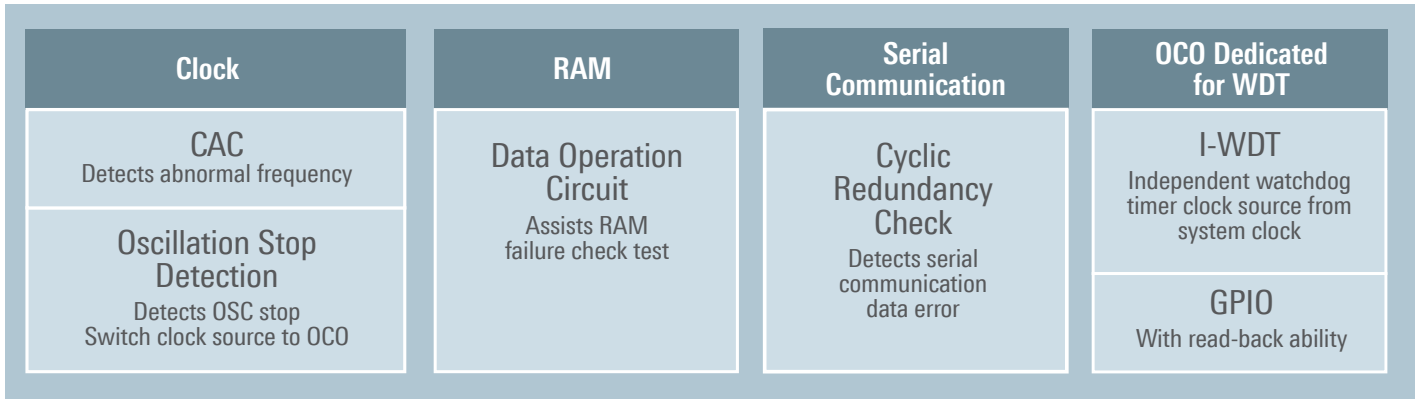 Clock
CAC
Detects abnormal frequency
Oscillation Stop
Detection
Detects OSC stop
Switch clock source to OCO
RAM
Data Operation
Circuit
Assists RAM
failure check test
Serial
Communication
Cyclic
Redundancy
Check
Detects serial
communication
data error
OCO Dedicated
for WDT
I-WDT
Independent watchdog
timer clock source from
system clock
GPIO
With read-back ability